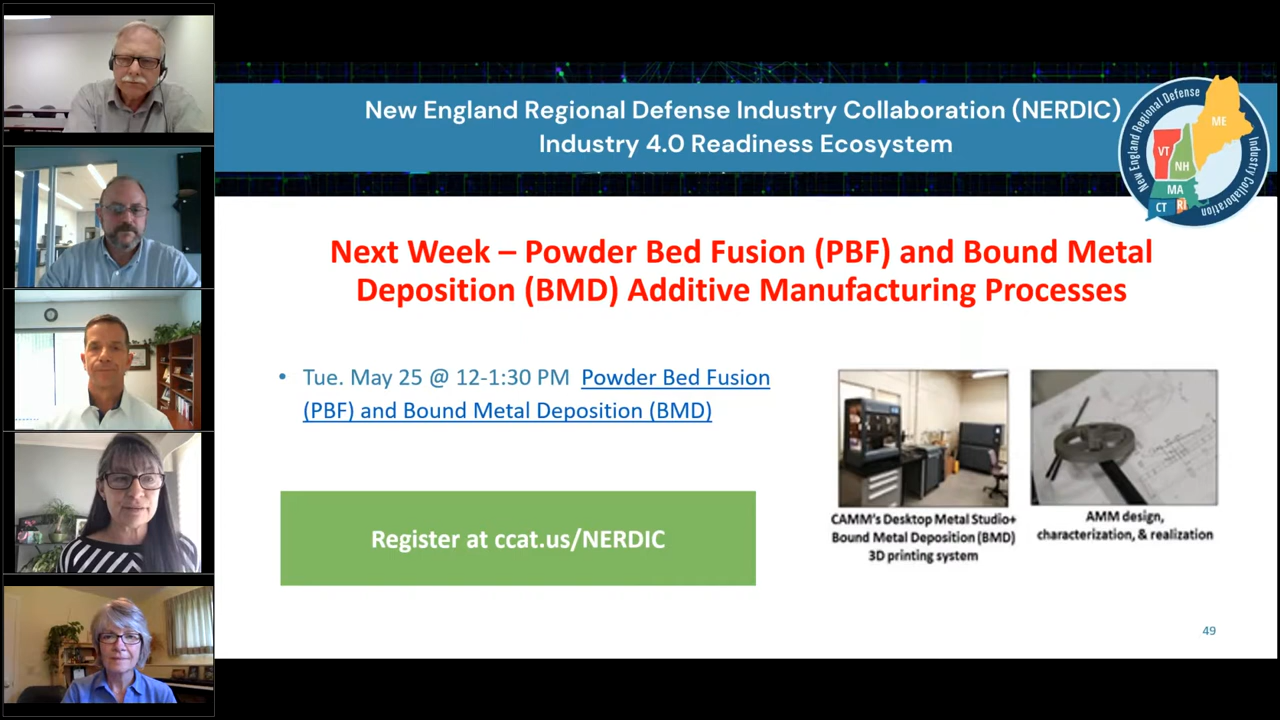 New England Regional Defense Industry Collaboration (NERDIC)
Industry 4.0 Readiness Ecosystem
New England Regional Defense
Industry Collaboration
ME
VT
NH
MA
CT
RI
Next Week – Powder Bed Fusion (PBF) and Bound Metal
Deposition (BMD) Additive Manufacturing Processes
• Tue. May 25 @ 12-1:30 PM Powder Bed Fusion
(PBF) and Bound Metal Deposition (BMD)
Register at ccat.us/NERDIC
CAMM's Desktop Metal Studio+
Bound Metal Deposition (BMD)
3D printing system
AMM design,
characterization, & realization
49